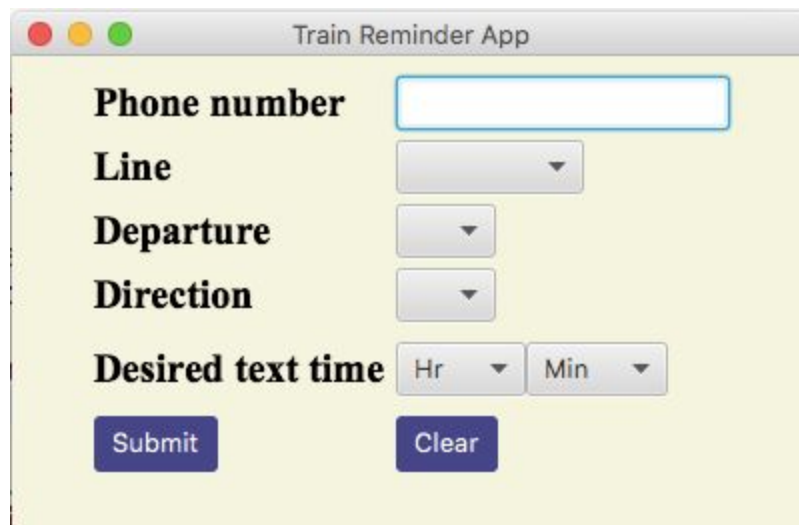 Train Reminder App
Phone number
Line
Departure
Direction
Desired text time Hr Min
Submit Clear